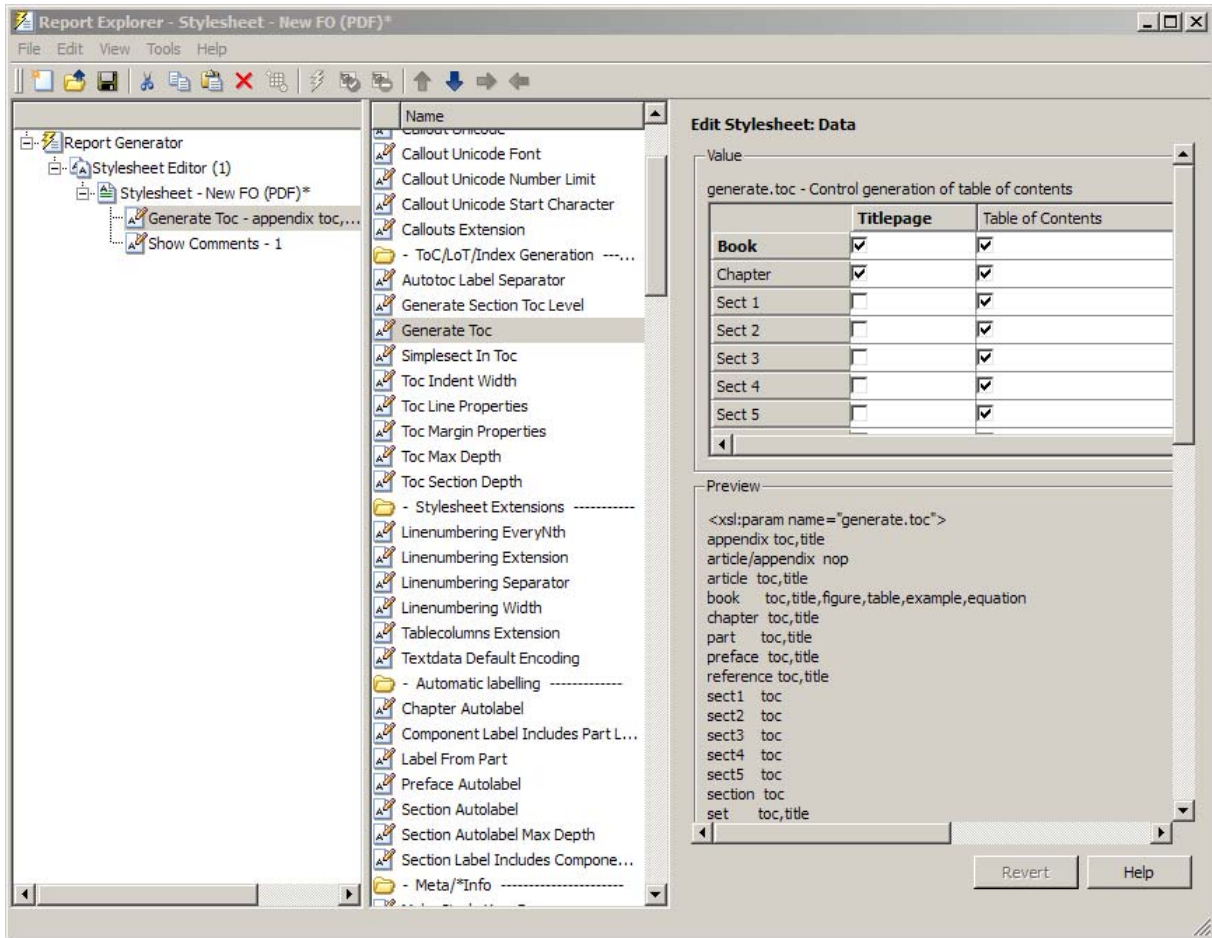 Report Explorer - Stylesheet - New FO (PDF)*
File Edit View Tools Help
Report Generator
Stylesheet Editor (1)
Stylesheet - New FO (PDF)*
Generate Toc - appendix toc,...
Show Comments - 1
Name
Callout Unicode
Callout Unicode Font
Callout Unicode Number Limit
Callout Unicode Start Character
Callouts Extension
- ToC/LoT/Index Generation ---...
Autotoc Label Separator
Generate Section Toc Level
Generate Toc
Simplesect In Toc
Toc Indent Width
Toc Line Properties
Toc Margin Properties
Toc Max Depth
Toc Section Depth
- Stylesheet Extensions -----------
Linenumbering EveryNth
Linenumbering Extension
Linenumbering Separator
Linenumbering Width
Tablecolumns Extension
Textdata Default Encoding
- Automatic labelling -------------
Chapter Autolabel
Component Label Includes Part L...
Label From Part
Preface Autolabel
Section Autolabel
Section Autolabel Max Depth
Section Label Includes Compone...
- Meta/*Info ----------------------
Edit Stylesheet: Data
Value
generate.toc - Control generation of table of contents
Titlepage Table of Contents
Book
Chapter
Sect 1
Sect 2
Sect 3
Sect 4
Sect 5
Preview
<xsl:param name="generate.toc">
appendix toc,title
article/appendix nop
article toc,title
book toc,title,figure,table,example,equation
chapter toc,title
part toc,title
preface toc,title
reference toc,title
sect1 toc
sect2 toc
sect3 toc
sect4 toc
sect5 toc
section toc
set toc,title
Revert Help